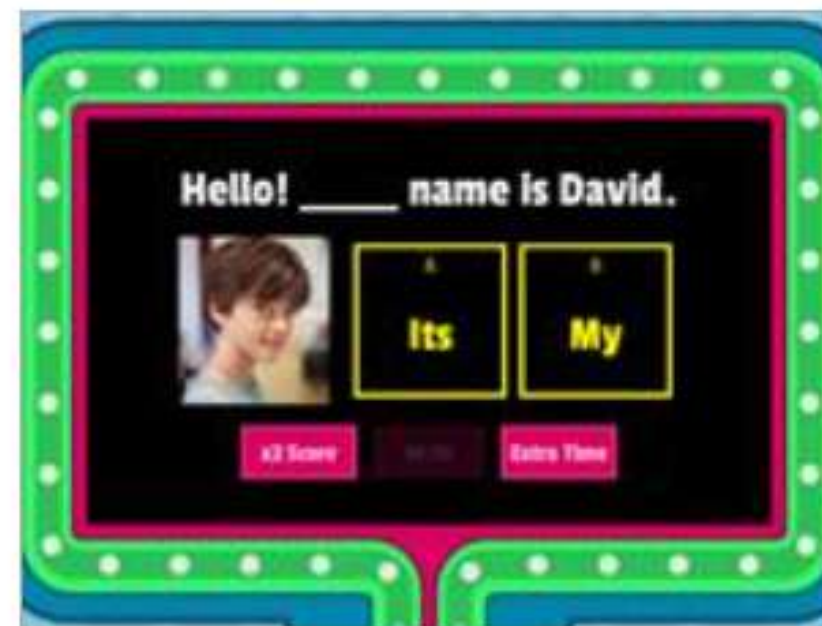 Hello! _____ name is David.
A
B
Its
My
x2 Score
Extra Time